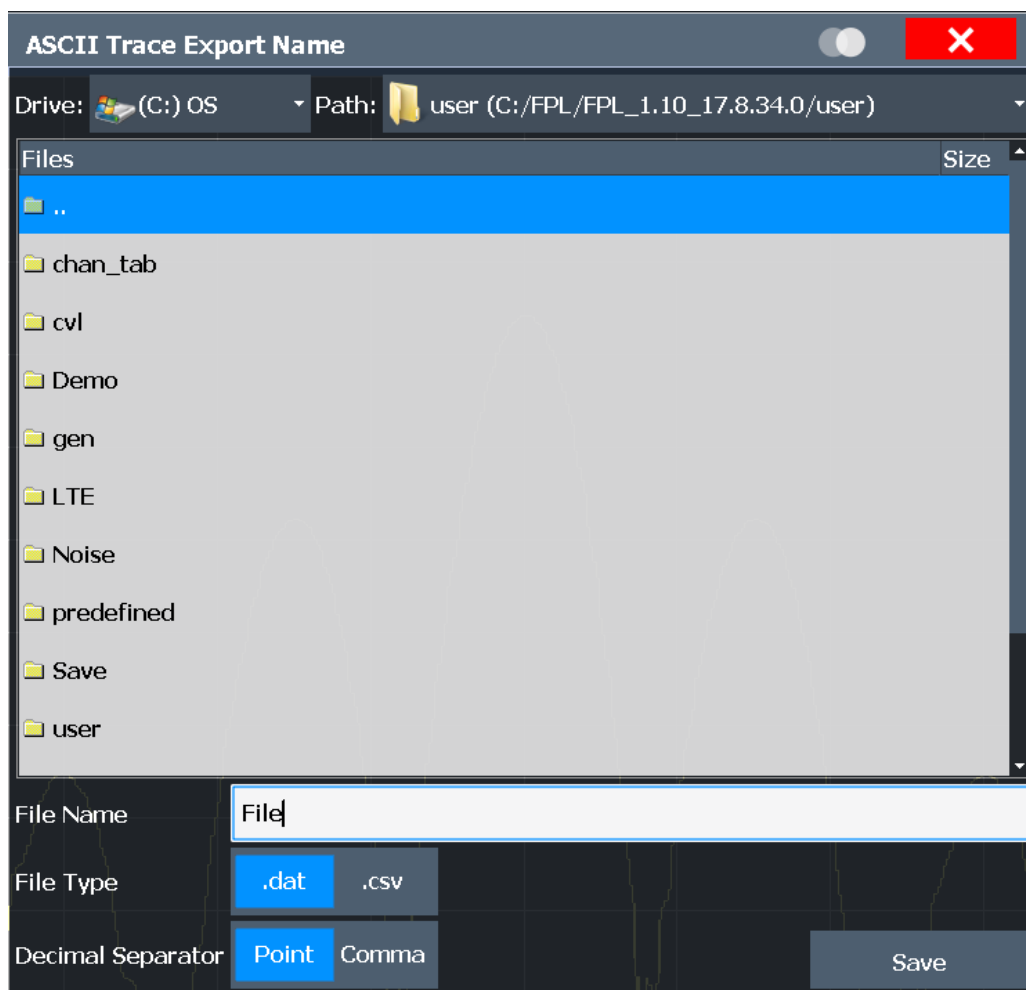 ASCII Trace Export Name
Drive: (C:) OS Path: user (C:/FPL/FPL_1.10_17.8.34.0/user)
Files Size
..
chan_tab
cvl
Demo
gen
LTE
Noise
predefined
Save
user
File Name File
File Type .dat .csv
Decimal Separator Point Comma Save